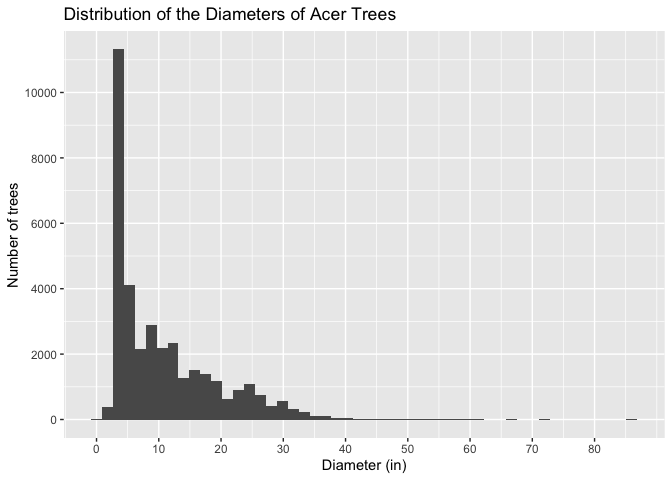 Distribution of the Diameters of Acer Trees
Number of trees
10000
8000
6000
4000
2000
0
0 10 20 30 40 50 60 70 80
Diameter (in)